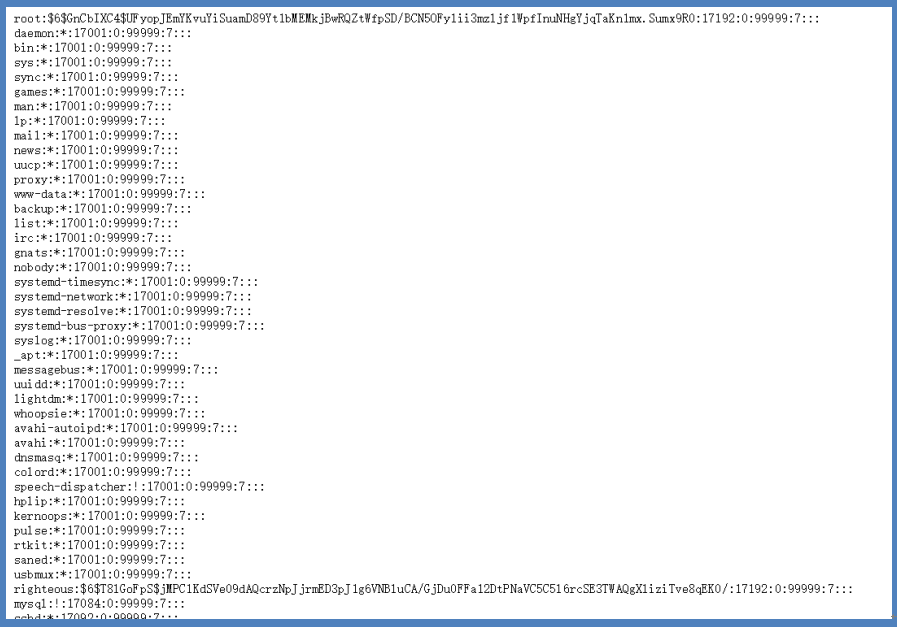 root:$6$GnCbIXC4$UFyopJEmYKvuYiSuamD89Yt1bMEMkjBwRQZtWfpSD/BCN5OFy1ii3mz1jf1WpfInuNHgYjqTaKn1mx.Sumx9R0:17192:0:99999:7:::
daemon:*:17001:0:99999:7:::
bin:*:17001:0:99999:7:::
sys:*:17001:0:99999:7:::
sync:*:17001:0:99999:7:::
games:*:17001:0:99999:7:::
man:*:17001:0:99999:7:::
lp:*:17001:0:99999:7:::
mail:*:17001:0:99999:7:::
news:*:17001:0:99999:7:::
uucp:*:17001:0:99999:7:::
proxy:*:17001:0:99999:7:::
www-data:*:17001:0:99999:7:::
backup:*:17001:0:99999:7:::
list:*:17001:0:99999:7:::
irc:*:17001:0:99999:7:::
gnats:*:17001:0:99999:7:::
nobody:*:17001:0:99999:7:::
systemd-timesync:*:17001:0:99999:7:::
systemd-network:*:17001:0:99999:7:::
systemd-resolve:*:17001:0:99999:7:::
systemd-bus-proxy:*:17001:0:99999:7:::
syslog:*:17001:0:99999:7:::
_apt:*:17001:0:99999:7:::
messagebus:*:17001:0:99999:7:::
uuidd:*:17001:0:99999:7:::
lightdm:*:17001:0:99999:7:::
whoopsie:*:17001:0:99999:7:::
avahi-autoipd:*:17001:0:99999:7:::
avahi:*:17001:0:99999:7:::
dnsmasq:*:17001:0:99999:7:::
colord:*:17001:0:99999:7:::
speech-dispatcher:!:17001:0:99999:7:::
hplip:*:17001:0:99999:7:::
kernoops:*:17001:0:99999:7:::
pulse:*:17001:0:99999:7:::
rtkit:*:17001:0:99999:7:::
saned:*:17001:0:99999:7:::
usbmux:*:17001:0:99999:7:::
righteous:$6$T81GoFpS$jMPC1KdSVe09dAQcrzNpJjrmED3pJ1g6VNB1uCA/GjDu0FFa12DtPNaVC5C516rcSE3TWAQgX1iziTve8qEK0/:17192:0:99999:7:::
mysql:!:17084:0:99999:7:::
sshd:*:17092:0:99999:7:::